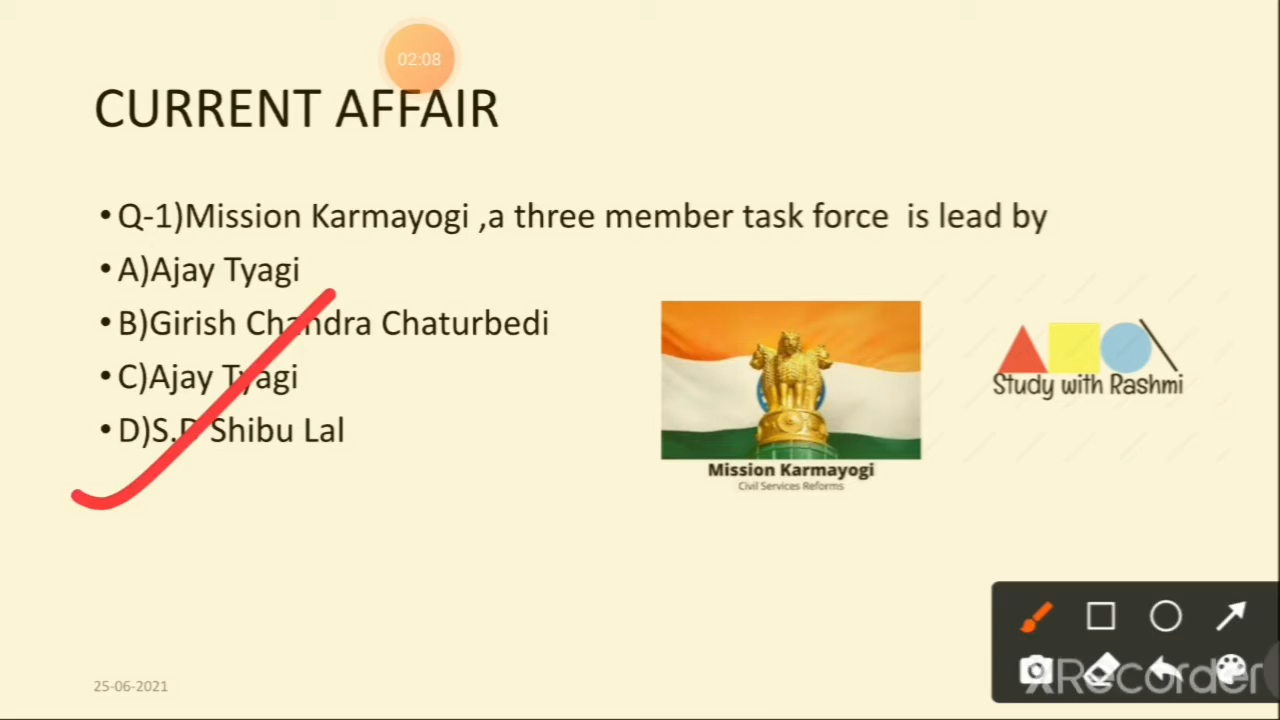 02:08
CURRENT AFFAIR
• Q-1)Mission Karmayogi ,a three member task force is lead by
• A)Ajay Tyagi
• B)Girish Chandra Chaturbedi
• C)Ajay Tyagi
• D)S.D Shibu Lal
Mission Karmayogi
Civil Services Reforms
Study with Rashmi
25-06-2021
XRecorder